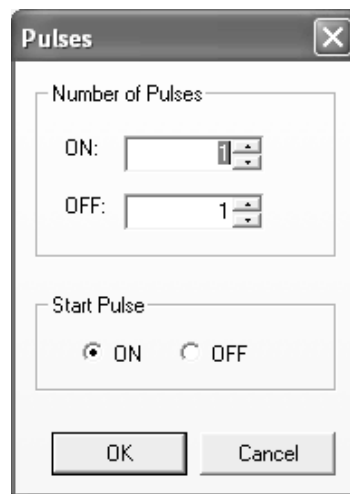 Pulses
Number of Pulses
ON: 1
OFF: 1
Start Pulse
ON OFF
OK Cancel